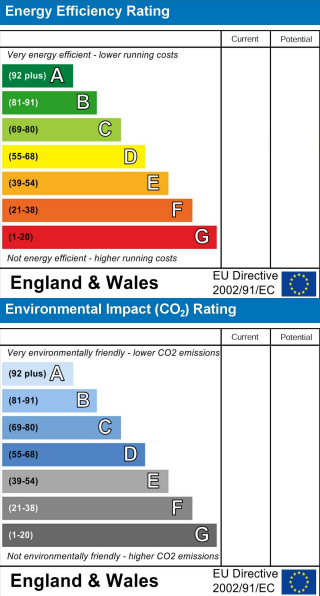 Energy Efficiency Rating
Current Potential
Very energy efficient - lower running costs
(92 plus) A
(81-91) B
(69-80) C
(55-68) D
(39-54) E
(21-38) F
(1-20) G
Not energy efficient - higher running costs
England & Wales
EU Directive
2002/91/EC
Environmental Impact (CO₂) Rating
Current Potential
Very environmentally friendly - lower CO2 emissions
(92 plus) A
(81-91) B
(69-80) C
(55-68) D
(39-54) E
(21-38) F
(1-20) G
Not environmentally friendly - higher CO2 emissions
England & Wales
EU Directive
2002/91/EC